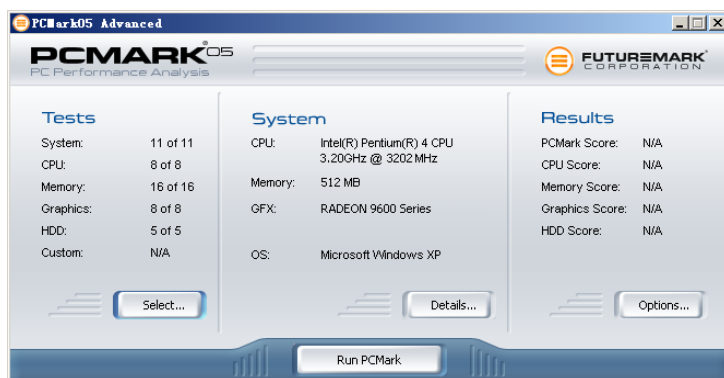 PCMark05 Advanced
PCMARK°05
PC Performance Analysis
FUTUREMARK
CORPORATION
Tests
System: 11 of 11
CPU: 8 of 8
Memory: 16 of 16
Graphics: 8 of 8
HDD: 5 of 5
Custom: N/A
Select...
System
CPU: Intel(R) Pentium(R) 4 CPU
3.20GHz @ 3202 MHz
Memory: 512 MB
GFX: RADEON 9600 Series
OS: Microsoft Windows XP
Details...
Results
PCMark Score: N/A
CPU Score: N/A
Memory Score: N/A
Graphics Score: N/A
HDD Score: N/A
Options...
Run PCMark